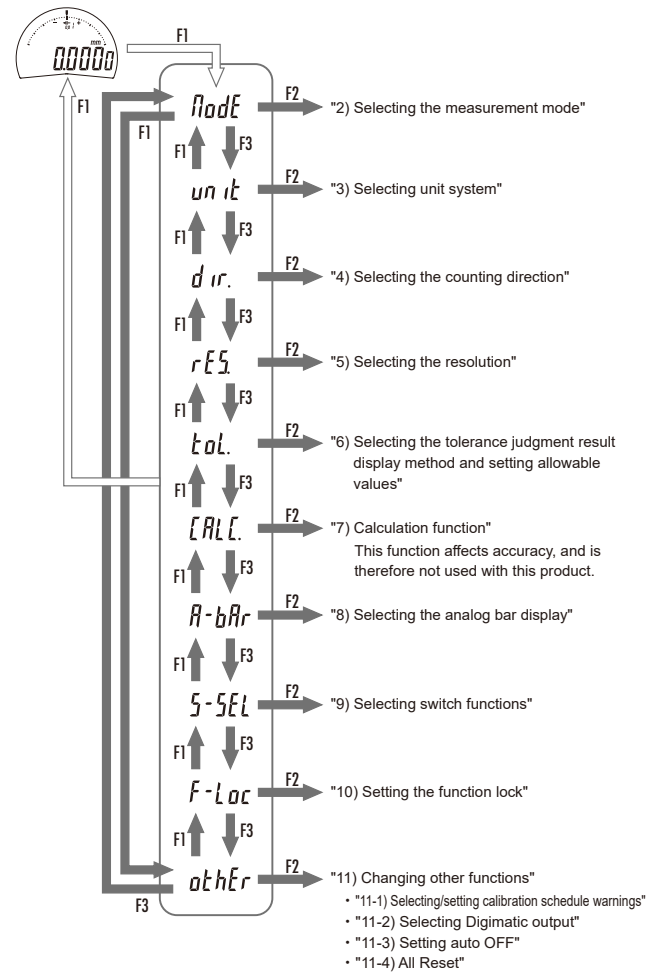 - 0 +
mm
0.0000
F1
F1
F1
ModE
F2
"2) Selecting the measurement mode"
F1
F3
unit
F2
"3) Selecting unit system"
F1
F3
dir.
F2
"4) Selecting the counting direction"
F1
F3
rES.
F2
"5) Selecting the resolution"
F1
F3
toL.
F2
"6) Selecting the tolerance judgment result
display method and setting allowable
values"
F1
F3
CALC.
F2
"7) Calculation function"
This function affects accuracy, and is
therefore not used with this product.
F1
F3
A-bAr
F2
"8) Selecting the analog bar display"
F1
F3
S-SEL
F2
"9) Selecting switch functions"
F1
F3
F-Loc
F2
"10) Setting the function lock"
F1
F3
othEr
F2
"11) Changing other functions"
F3
• "11-1) Selecting/setting calibration schedule warnings"
• "11-2) Selecting Digimatic output"
• "11-3) Setting auto OFF"
• "11-4) All Reset"